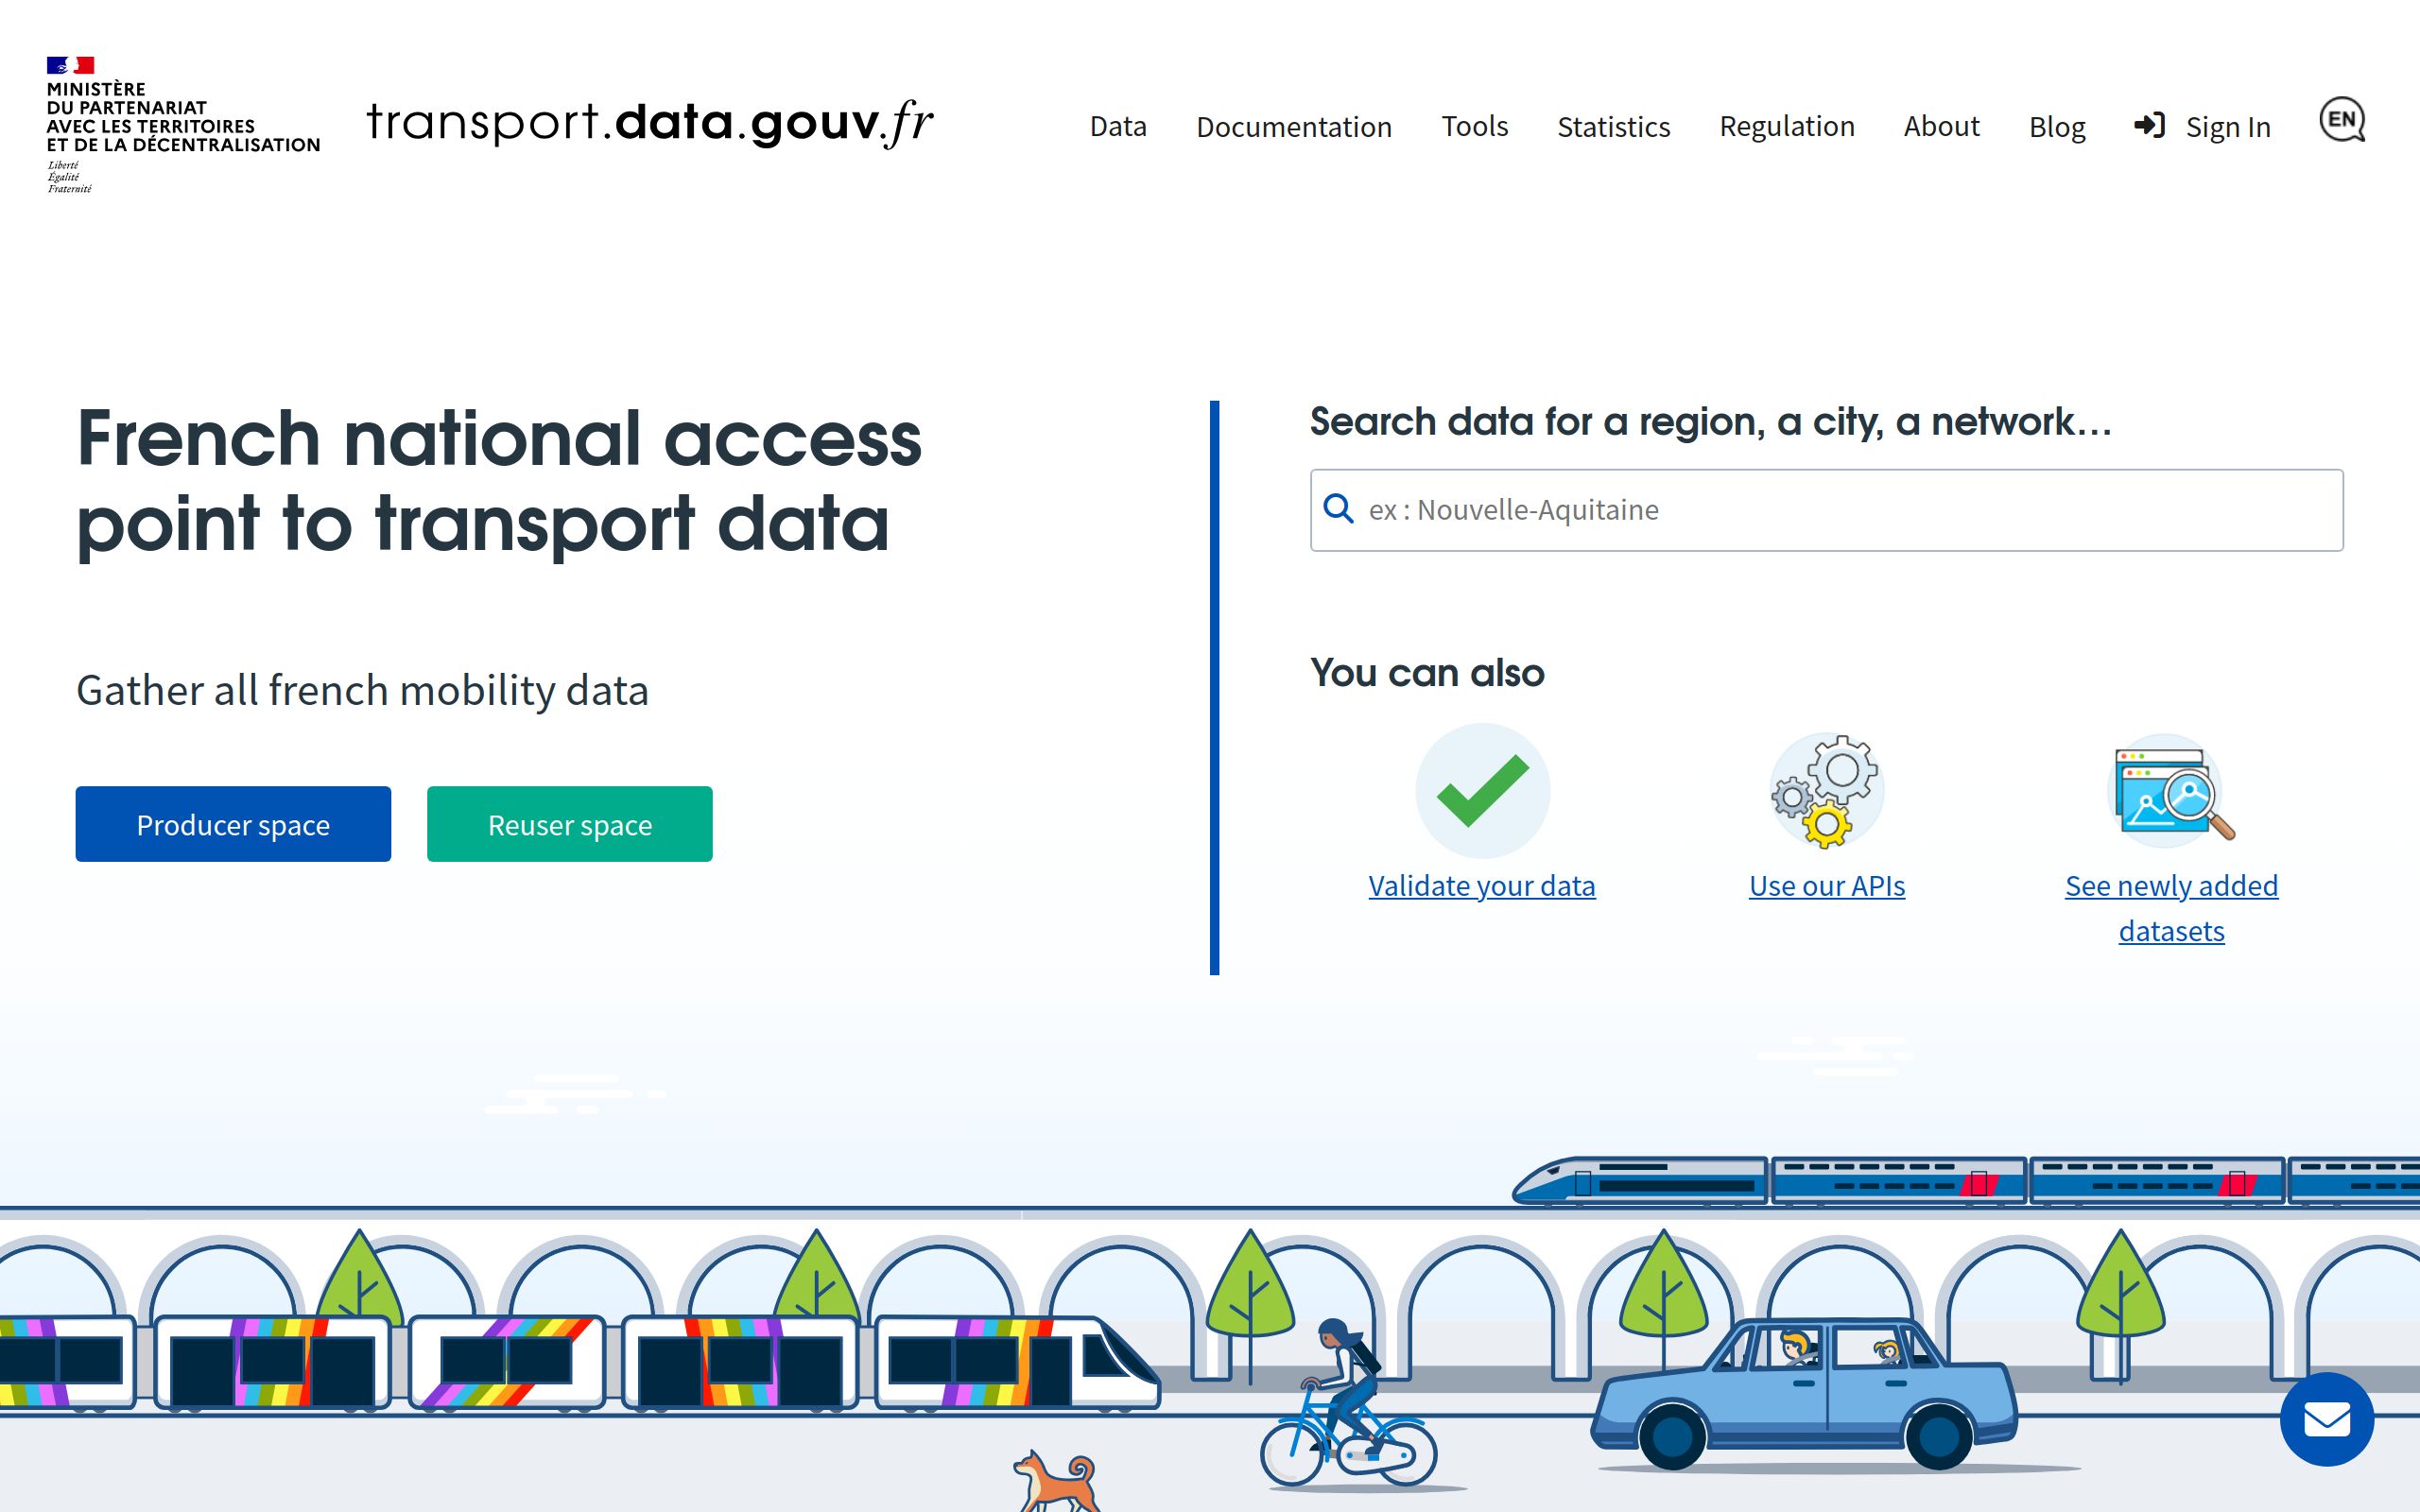 MINISTÈRE
DU PARTENARIAT
AVEC LES TERRITOIRES
ET DE LA DÉCENTRALISATION
Liberté
Égalité
Fraternité
transport.data.gouv.fr
Data Documentation Tools Statistics Regulation About Blog Sign In EN
French national access
point to transport data
Gather all french mobility data
Producer space Reuser space
Search data for a region, a city, a network…
ex : Nouvelle-Aquitaine
You can also
Validate your data Use our APIs See newly added
datasets